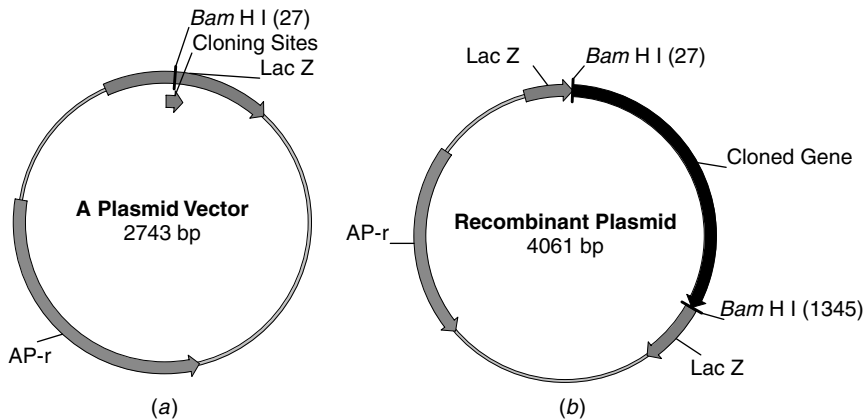 Bam H I (27)
Cloning Sites
Lac Z
A Plasmid Vector
2743 bp
AP-r
(a)
Lac Z
Bam H I (27)
Cloned Gene
Recombinant Plasmid
4061 bp
AP-r
Bam H I (1345)
Lac Z
(b)